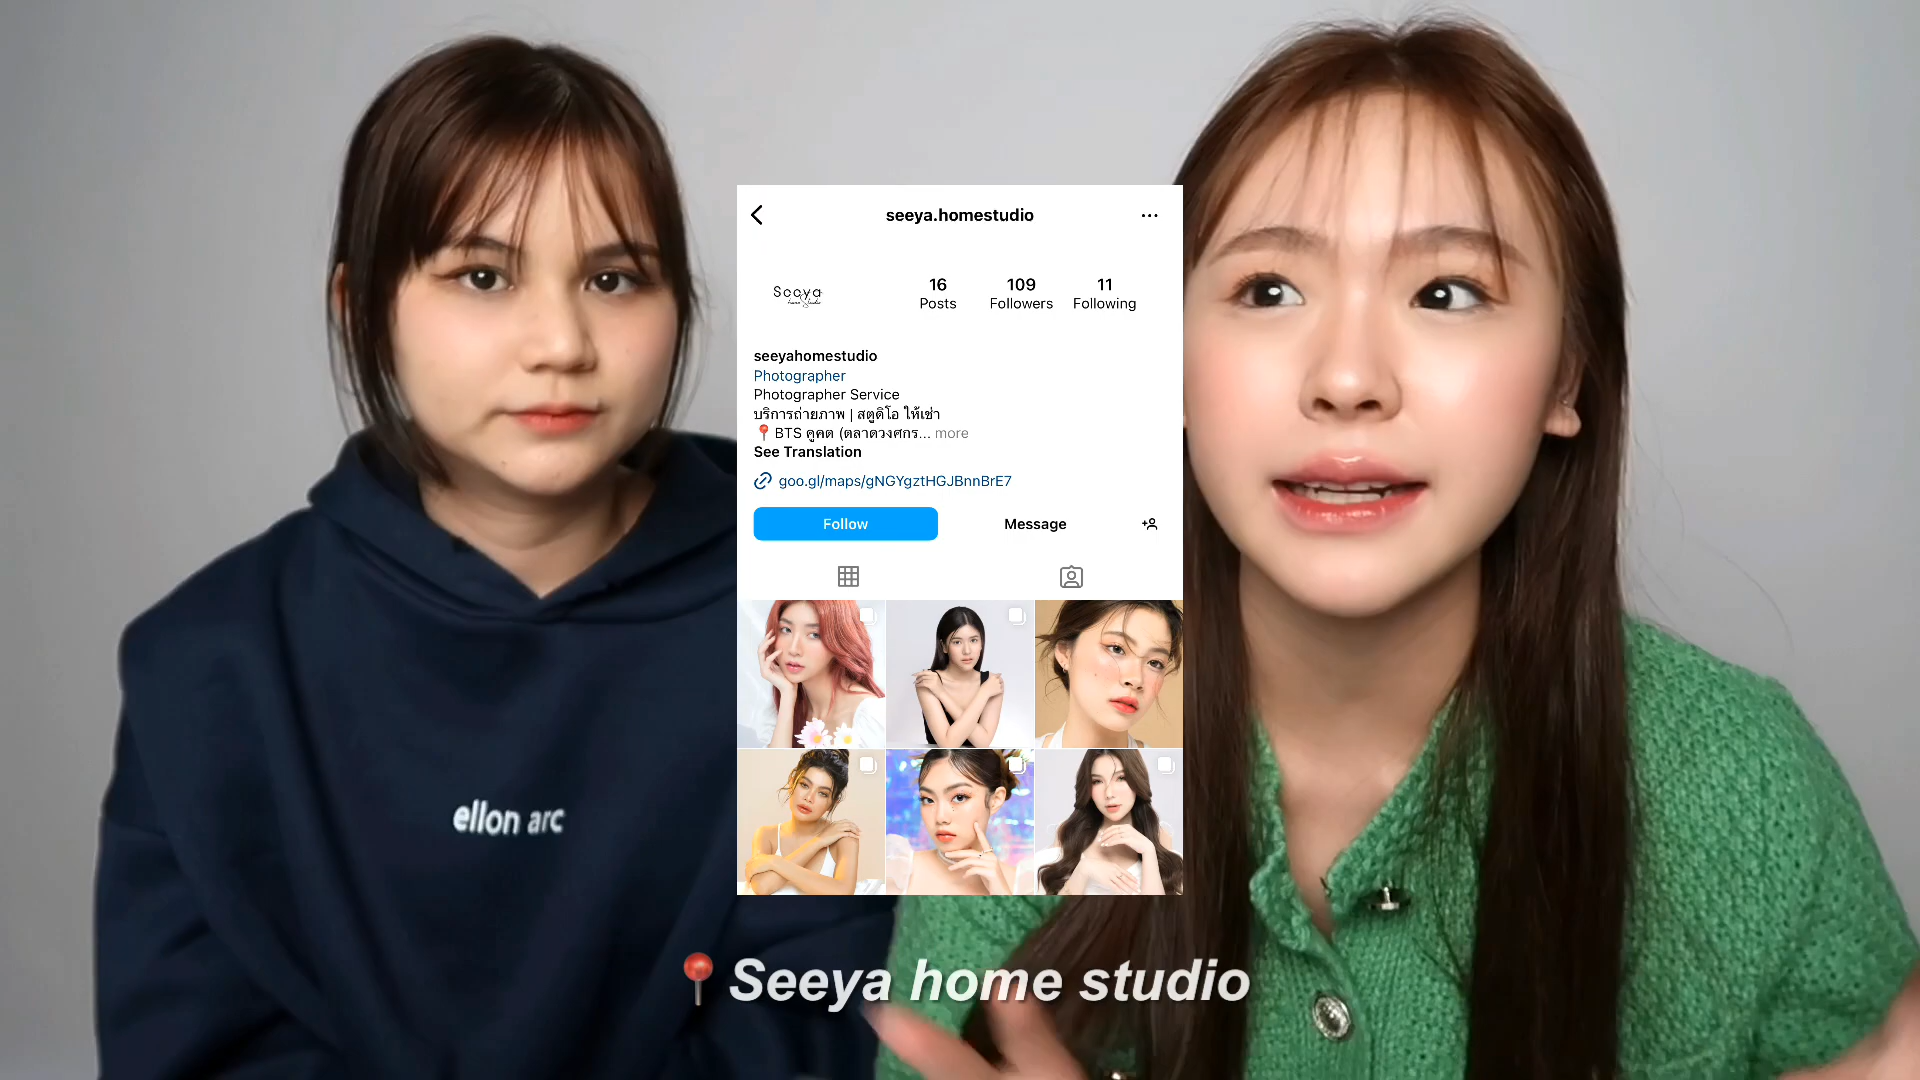 seeya.homestudio
Seeya
home Studio
16
109
11
Posts
Followers
Following
seeyahomestudio
Photographer
Photographer Service
บริการถ่ายภาพ | สตูดิโอ ให้เช่า
📍 BTS คูคต (ตลาดวงศกร... more
See Translation
goo.gl/maps/gNGYgztHGJBnnBrE7
Follow
Message
ellon arc
📍Seeya home studio